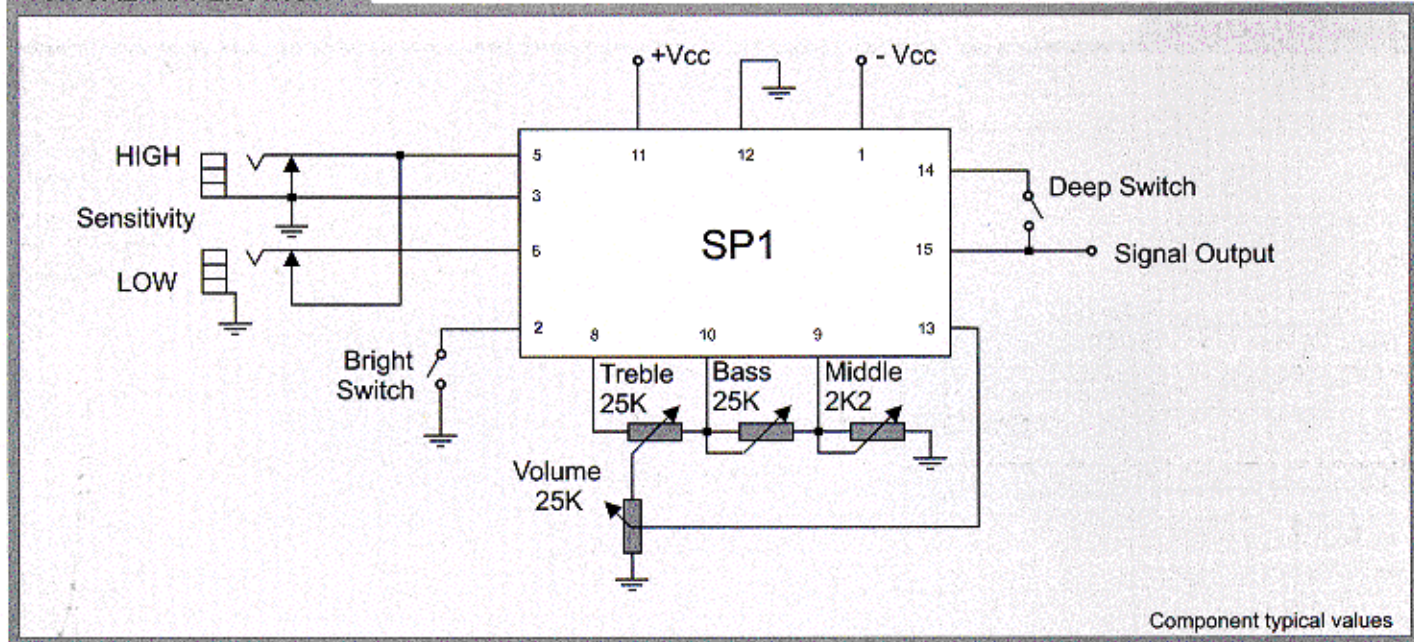 +Vcc
- Vcc
HIGH
5
11
12
1
14
3
Deep Switch
Sensitivity
SP1
6
15
Signal Output
LOW
2
8
10
9
13
Bright
Switch
Treble
25K
Bass
25K
Middle
2K2
Volume
25K
Component typical values